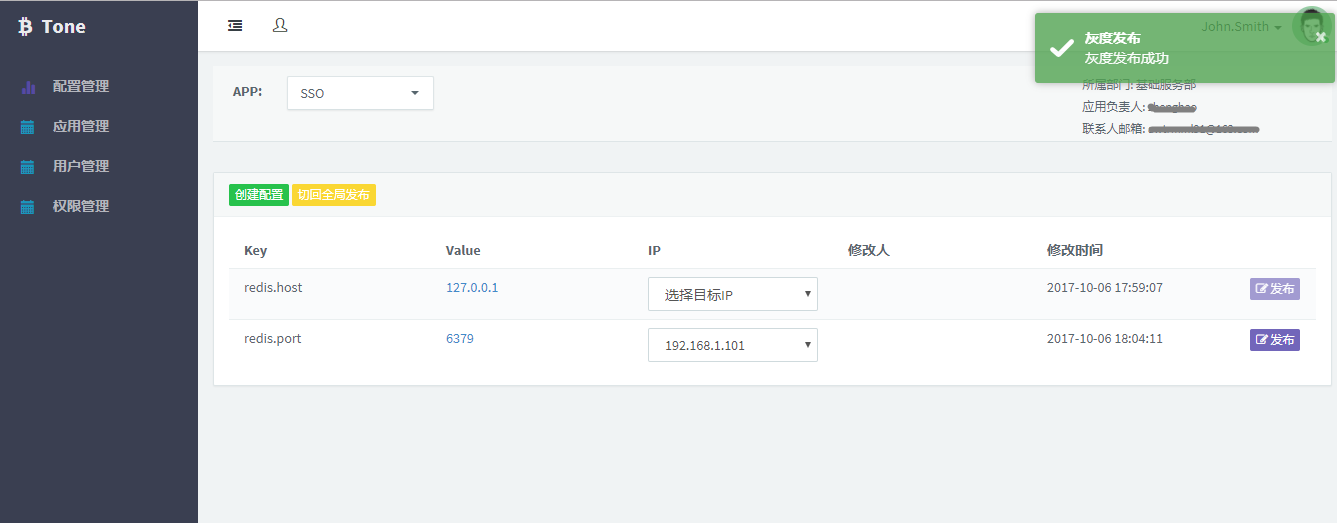 Tone
配置管理
应用管理
用户管理
权限管理
John.Smith
灰度发布
灰度发布成功
APP:
SSO
所属部门: 基础服务部
应用负责人:
联系人邮箱:
创建配置 切回全局发布
Key Value IP 修改人 修改时间
redis.host 127.0.0.1 选择目标IP 2017-10-06 17:59:07 发布
redis.port 6379 192.168.1.101 2017-10-06 18:04:11 发布